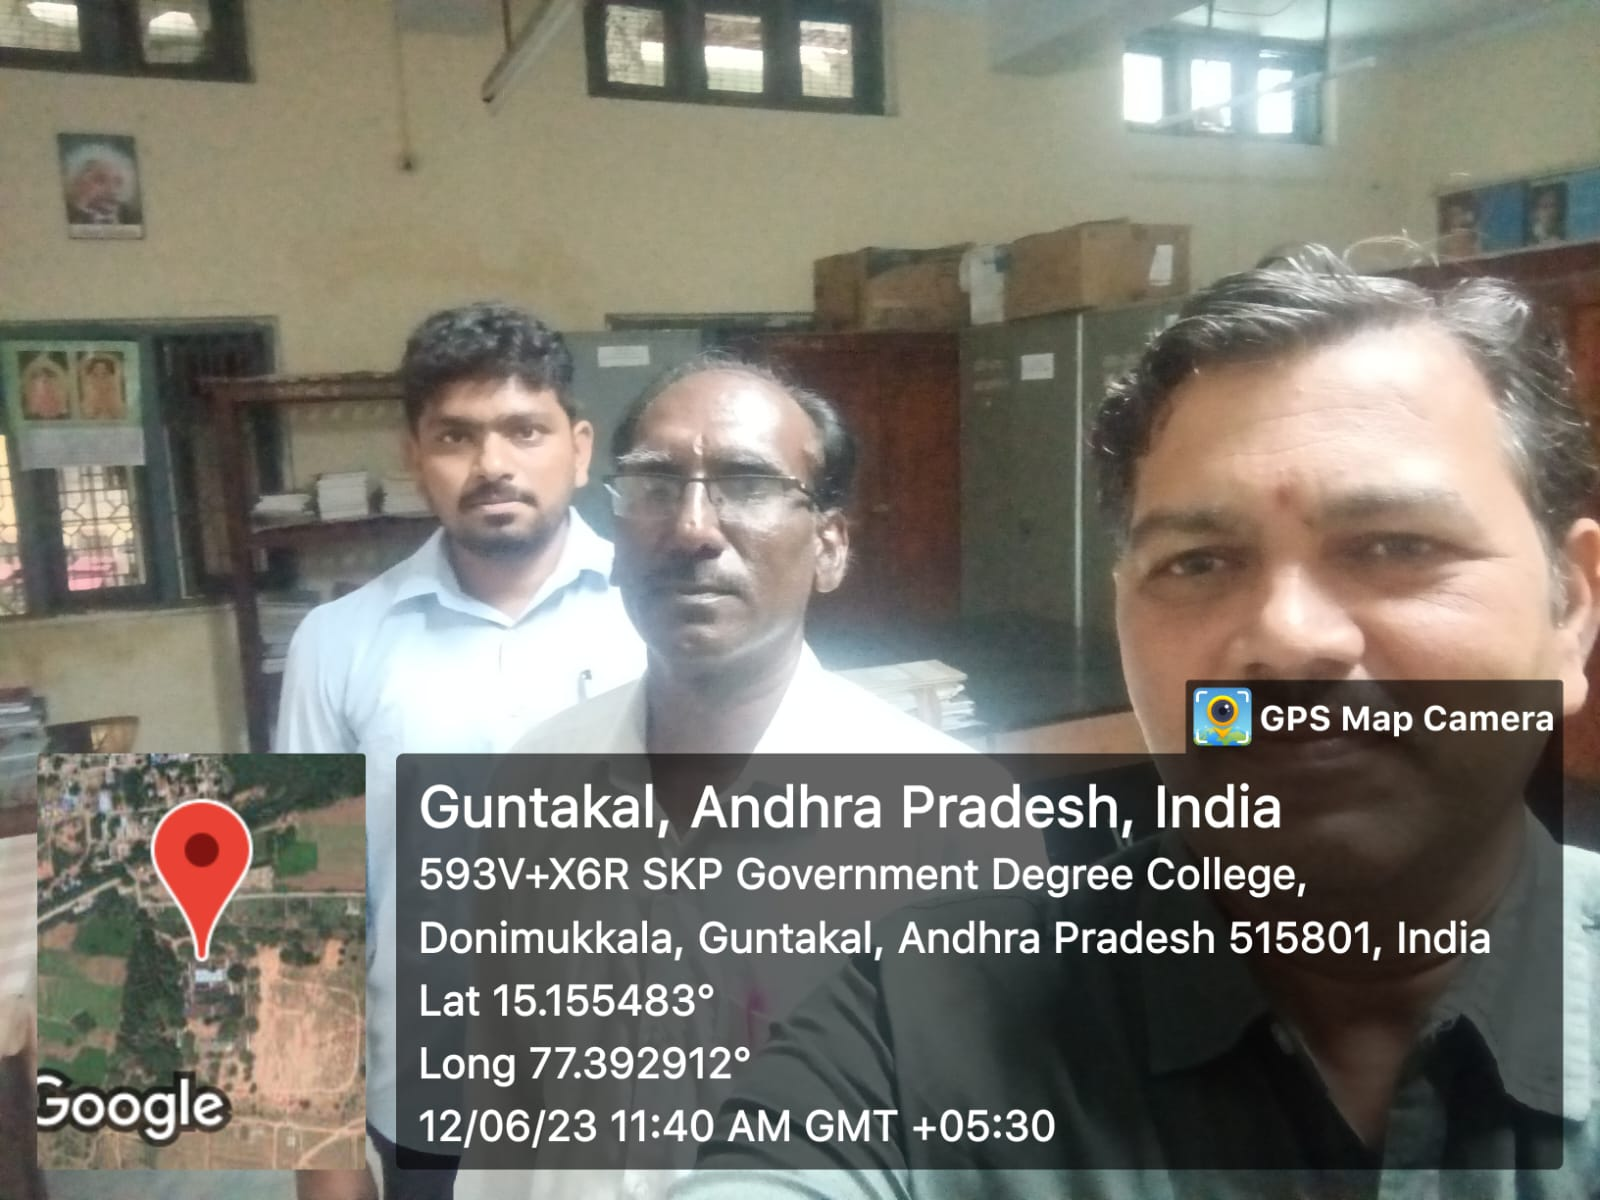 GPS Map Camera
Guntakal, Andhra Pradesh, India
593V+X6R SKP Government Degree College,
Donimukkala, Guntakal, Andhra Pradesh 515801, India
Lat 15.155483°
Long 77.392912°
12/06/23 11:40 AM GMT +05:30
Google